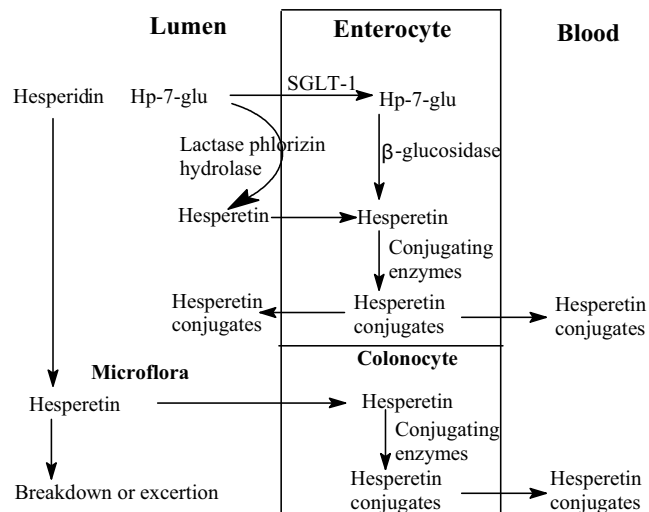 Lumen
Enterocyte
Blood
Hesperidin
Hp-7-glu
SGLT-1
Hp-7-glu
Lactase phlorizin
hydrolase
β-glucosidase
Hesperetin
Hesperetin
Conjugating
enzymes
Hesperetin
conjugates
Hesperetin
conjugates
Hesperetin
conjugates
Colonocyte
Microflora
Hesperetin
Hesperetin
Conjugating
enzymes
Breakdown or excertion
Hesperetin
conjugates
Hesperetin
conjugates